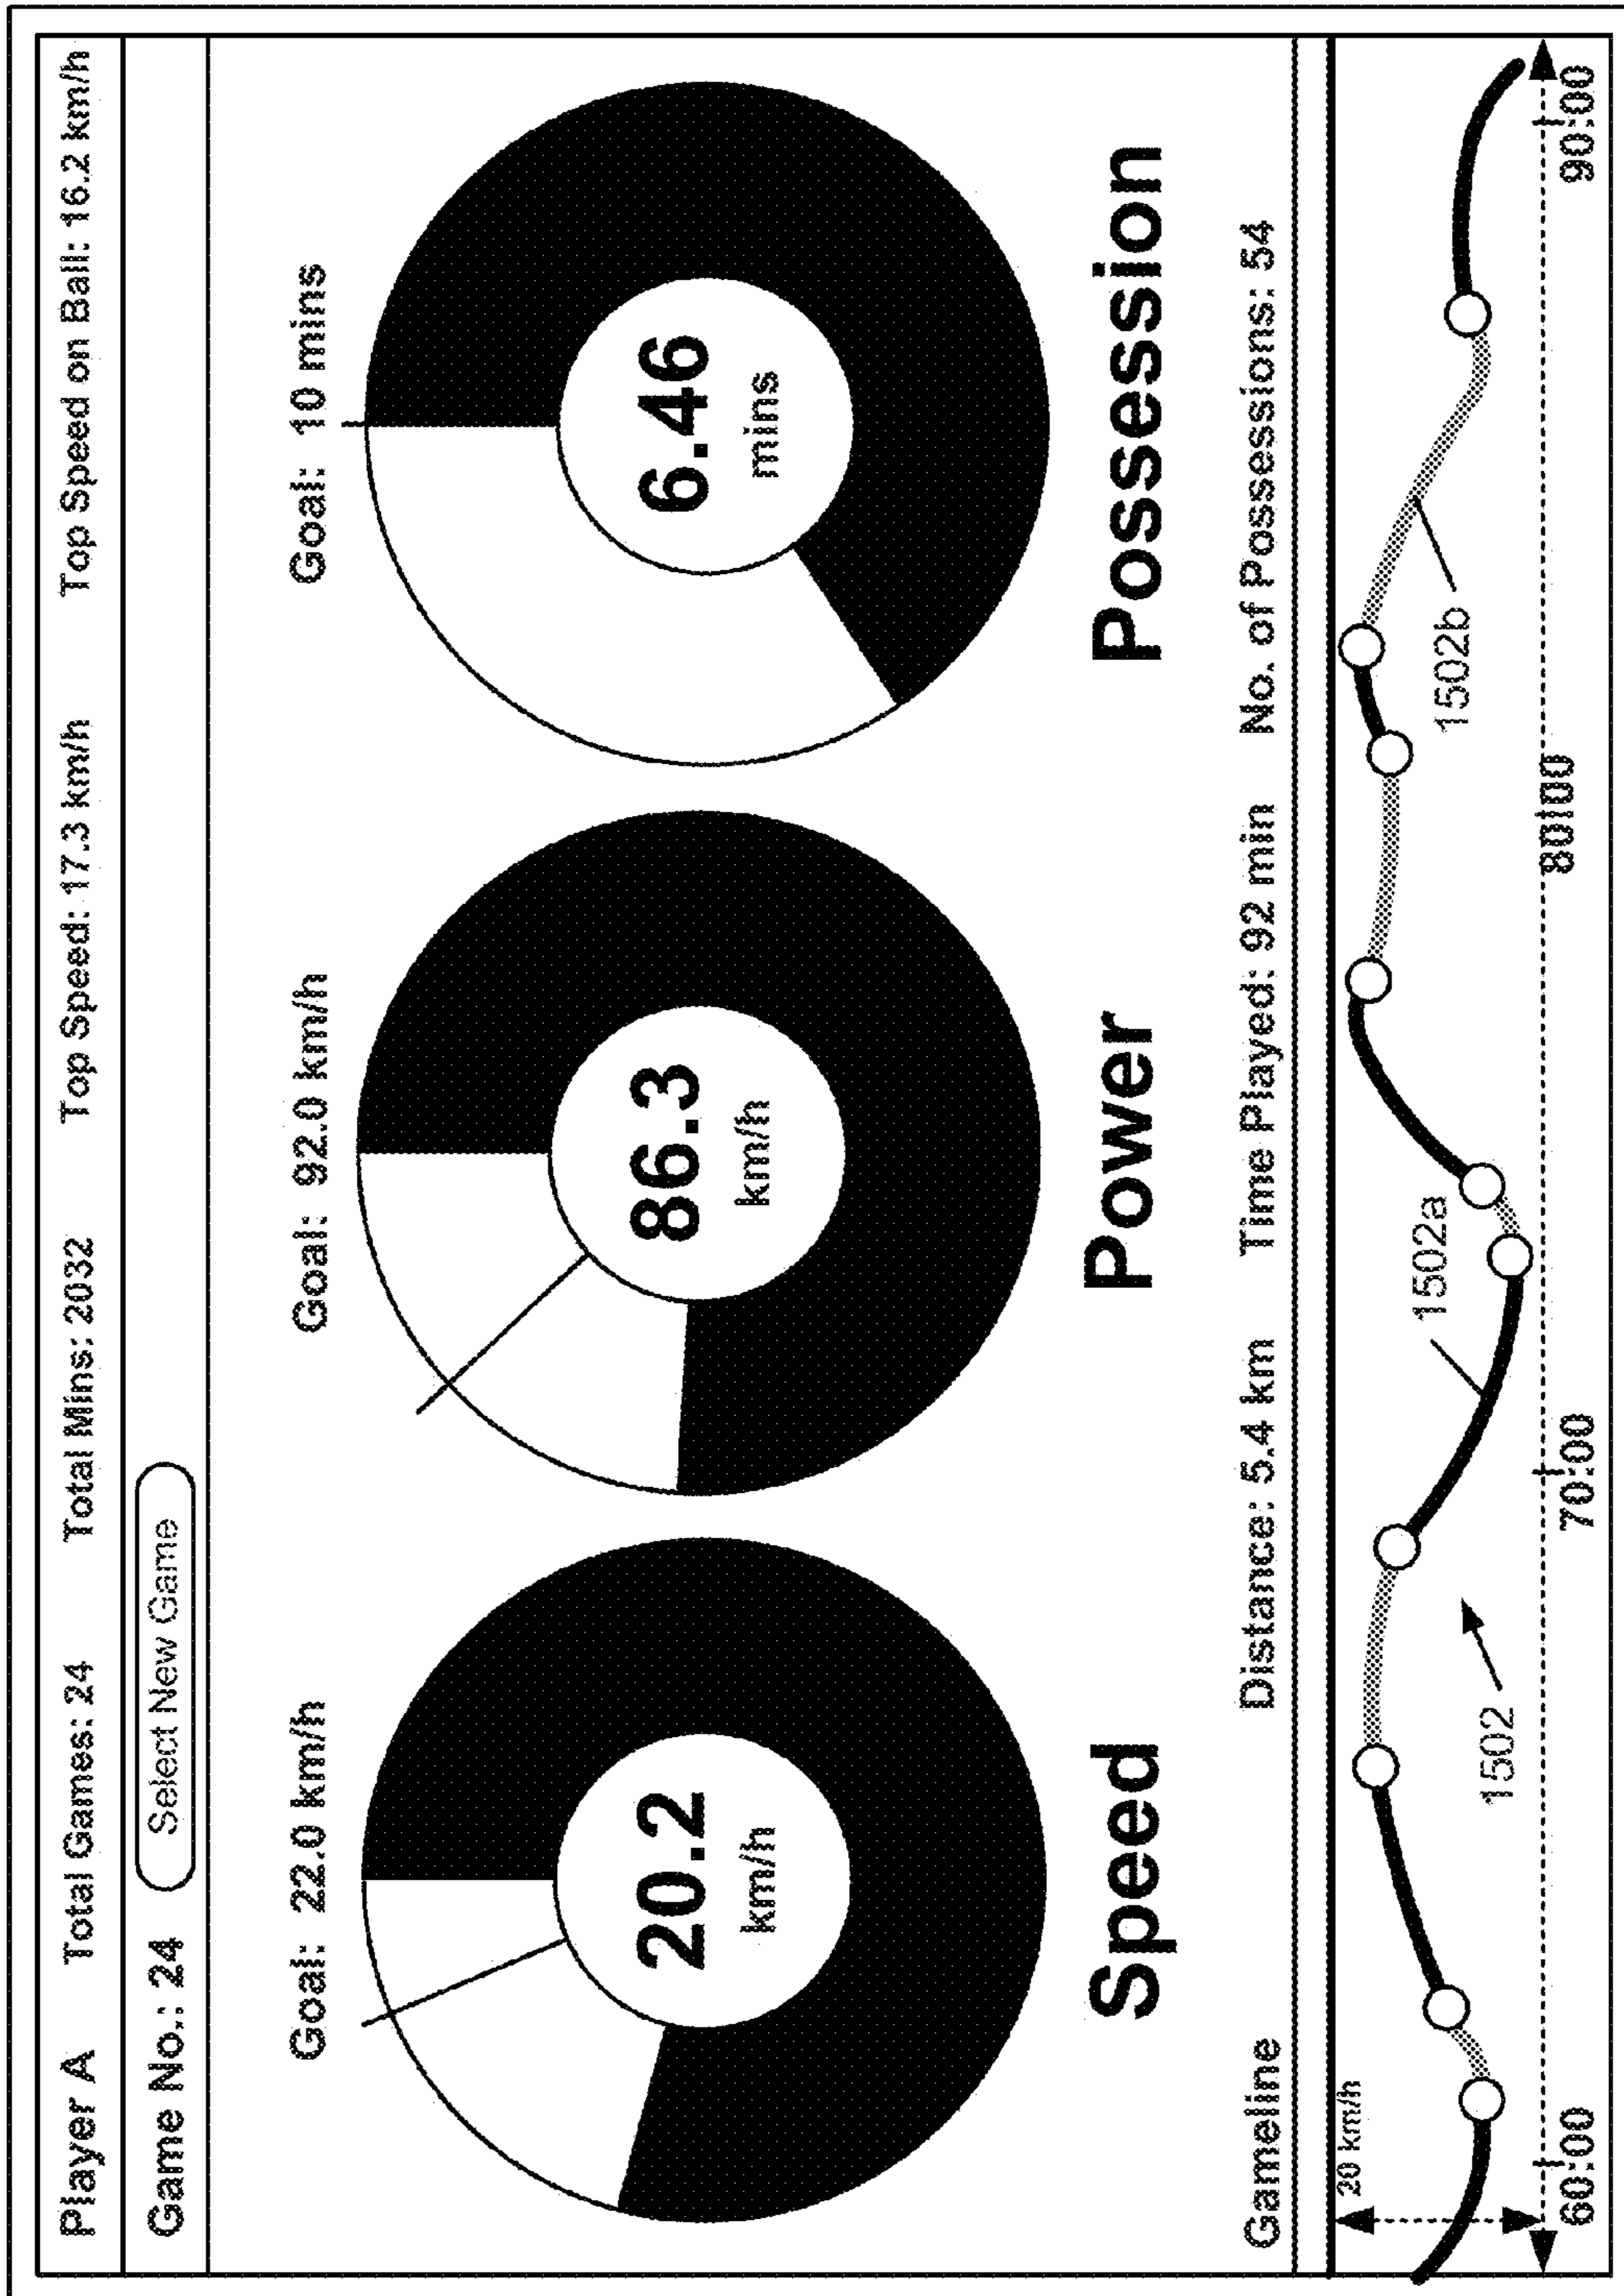 Player A Total Games: 24 Total Mins: 2032 Top Speed: 17.3 km/h Top Speed on Ball: 16.2 km/h
Game No.: 24 Select New Game
Goal: 22.0 km/h Goal: 92.0 km/h Goal: 10 mins
20.2 86.3 6.46
km/h km/h mins
Speed Power Possession
Gameline Distance: 5.4 km Time Played: 92 min No. of Possessions: 54
20 km/h
1502 1502a 1502b
60:00 70:00 80:00 90:00